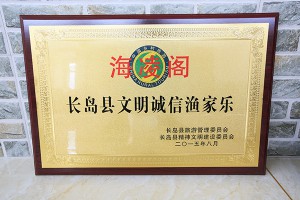 海岩阁
长岛县文明诚信渔家乐
长岛县旅游管理委员会
长岛县精神文明建设委员会
二〇一五年八月